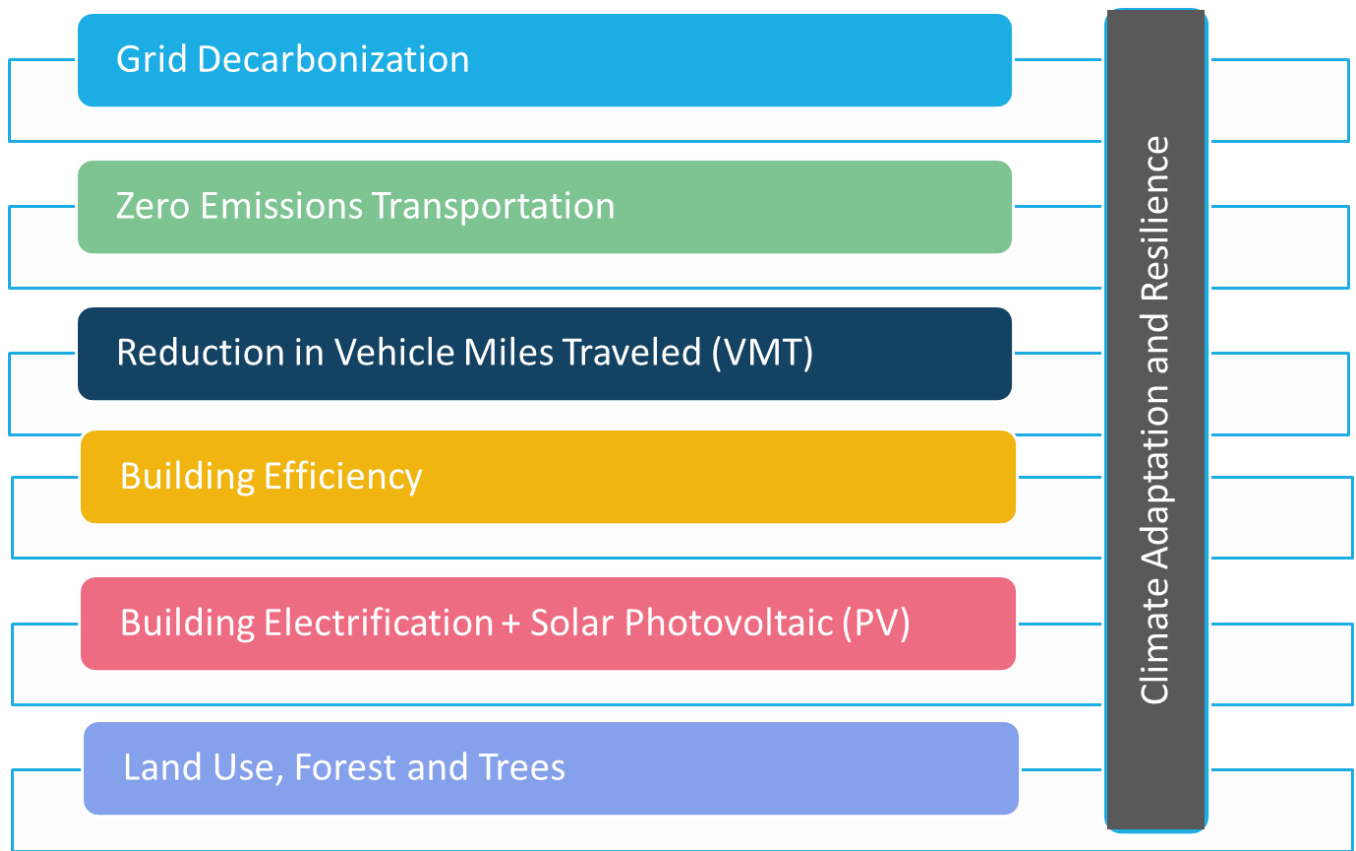 Grid Decarbonization
Zero Emissions Transportation
Reduction in Vehicle Miles Traveled (VMT)
Building Efficiency
Building Electrification + Solar Photovoltaic (PV)
Land Use, Forest and Trees
Climate Adaptation and Resilience